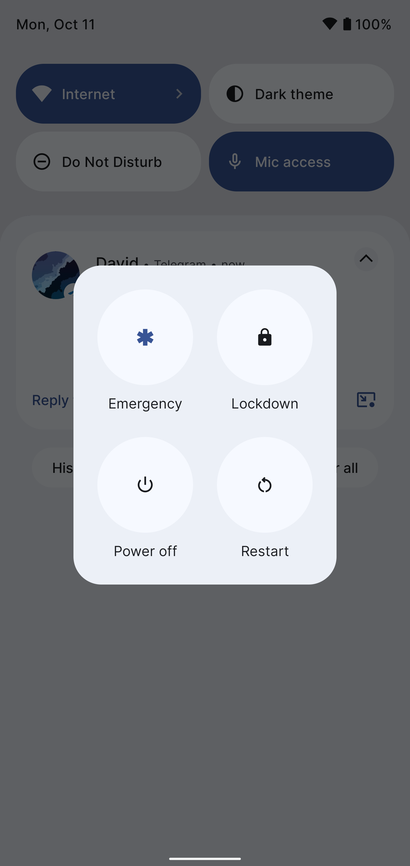 Mon, Oct 11 100%
Internet Dark theme
Do Not Disturb Mic access
David • Telegram • now
Emergency Lockdown
Reply
His r all
Power off Restart